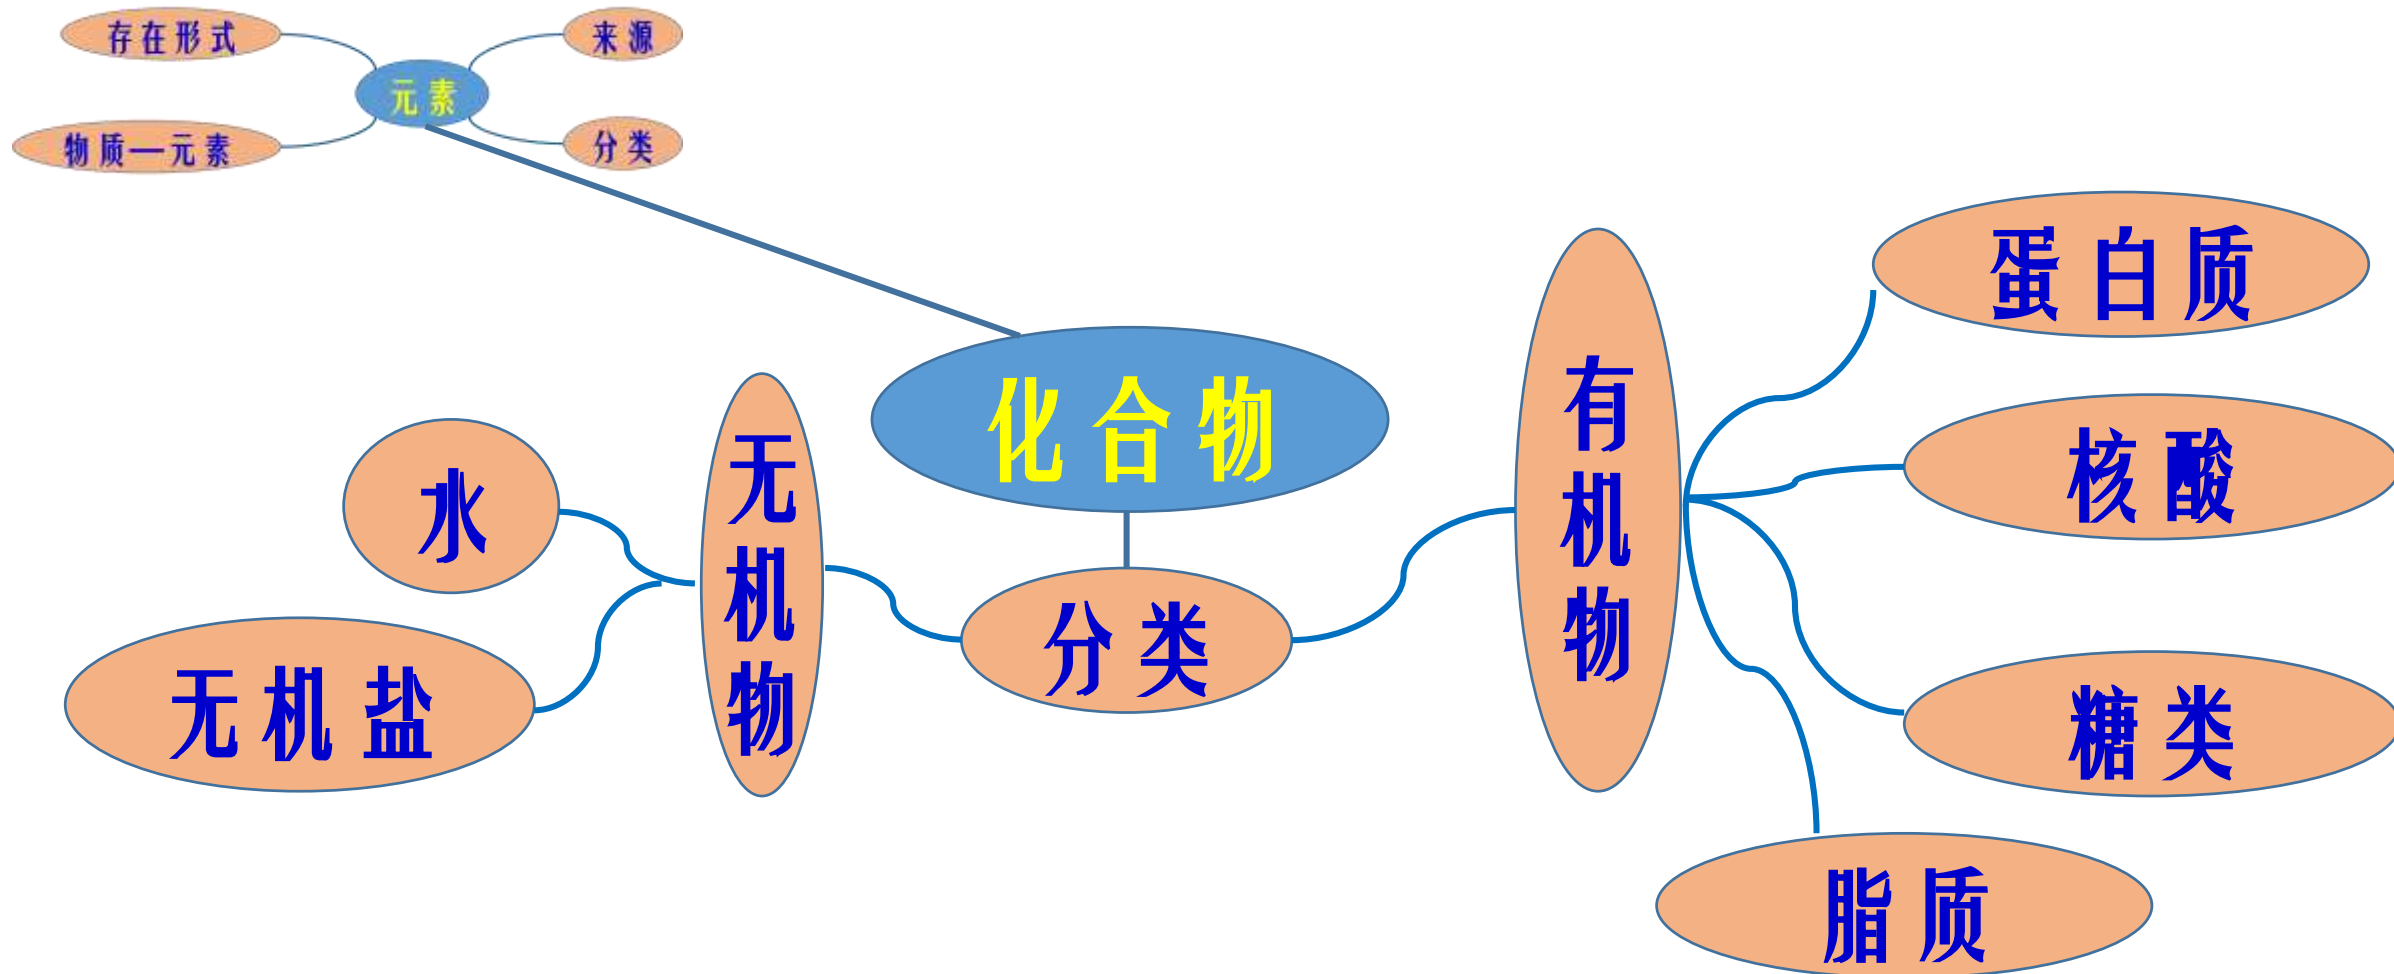 存在形式
来源
元素
物质—元素
分类
化合物
分类
无机物
水
无机盐
有机物
蛋白质
核酸
糖类
脂质